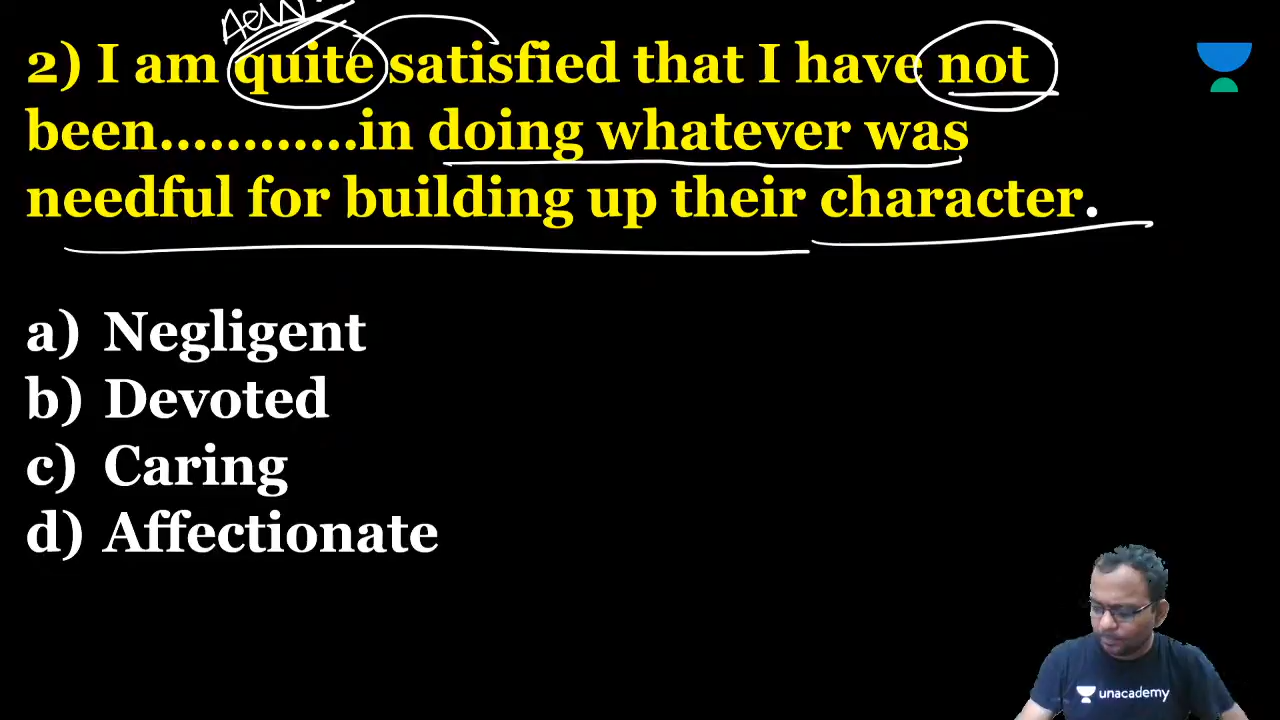 2) I am quite satisfied that I have not
been............in doing whatever was
needful for building up their character.
a) Negligent
b) Devoted
c) Caring
d) Affectionate
unacademy